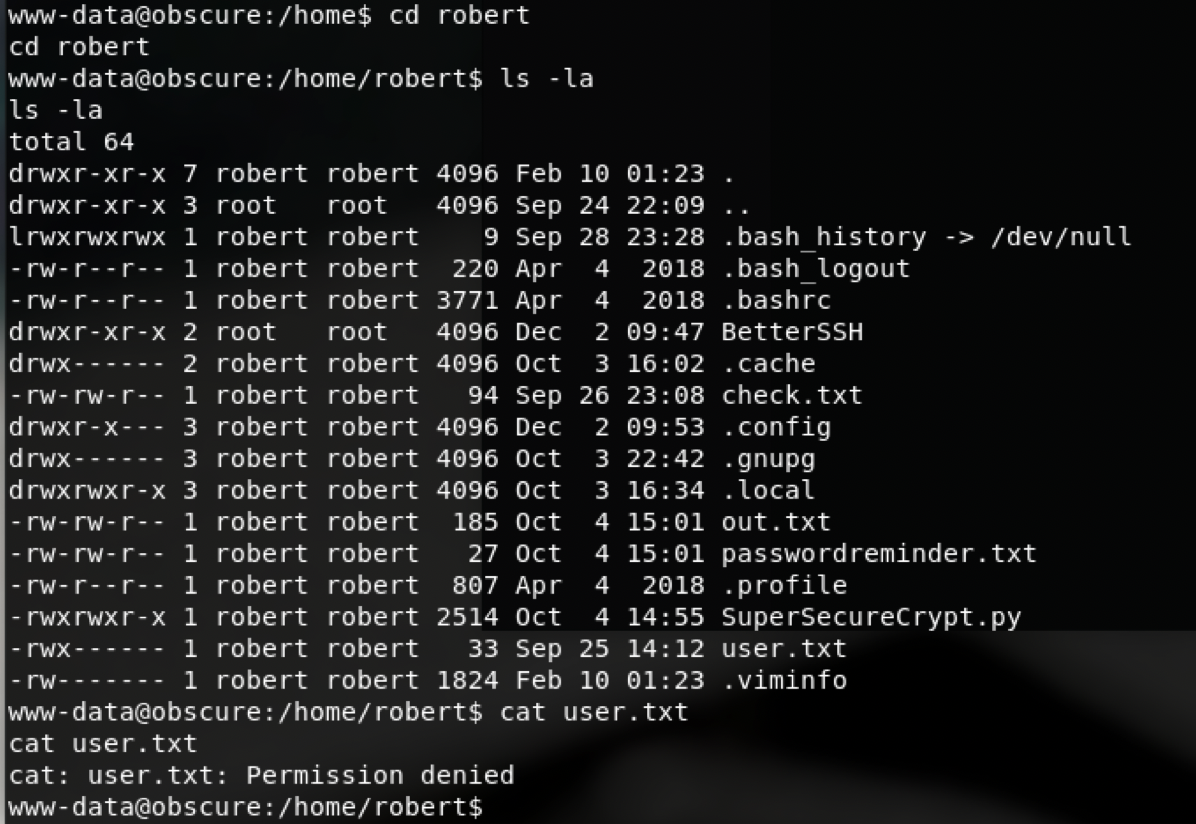 www-data@obscure:/home$ cd robert
cd robert
www-data@obscure:/home/robert$ ls -la
ls -la
total 64
drwxr-xr-x 7 robert robert 4096 Feb 10 01:23 .
drwxr-xr-x 3 root   root   4096 Sep 24 22:09 ..
lrwxrwxrwx 1 robert robert    9 Sep 28 23:28 .bash_history -> /dev/null
-rw-r--r-- 1 robert robert  220 Apr  4  2018 .bash_logout
-rw-r--r-- 1 robert robert 3771 Apr  4  2018 .bashrc
drwxr-xr-x 2 root   root   4096 Dec  2 09:47 BetterSSH
drwx------ 2 robert robert 4096 Oct  3 16:02 .cache
-rw-rw-r-- 1 robert robert   94 Sep 26 23:08 check.txt
drwxr-x--- 3 robert robert 4096 Dec  2 09:53 .config
drwx------ 3 robert robert 4096 Oct  3 22:42 .gnupg
drwxrwxr-x 3 robert robert 4096 Oct  3 16:34 .local
-rw-rw-r-- 1 robert robert  185 Oct  4 15:01 out.txt
-rw-rw-r-- 1 robert robert   27 Oct  4 15:01 passwordreminder.txt
-rw-r--r-- 1 robert robert  807 Apr  4  2018 .profile
-rwxrwxr-x 1 robert robert 2514 Oct  4 14:55 SuperSecureCrypt.py
-rwx------ 1 robert robert   33 Sep 25 14:12 user.txt
-rw------- 1 robert robert 1824 Feb 10 01:23 .viminfo
www-data@obscure:/home/robert$ cat user.txt
cat user.txt
cat: user.txt: Permission denied
www-data@obscure:/home/robert$